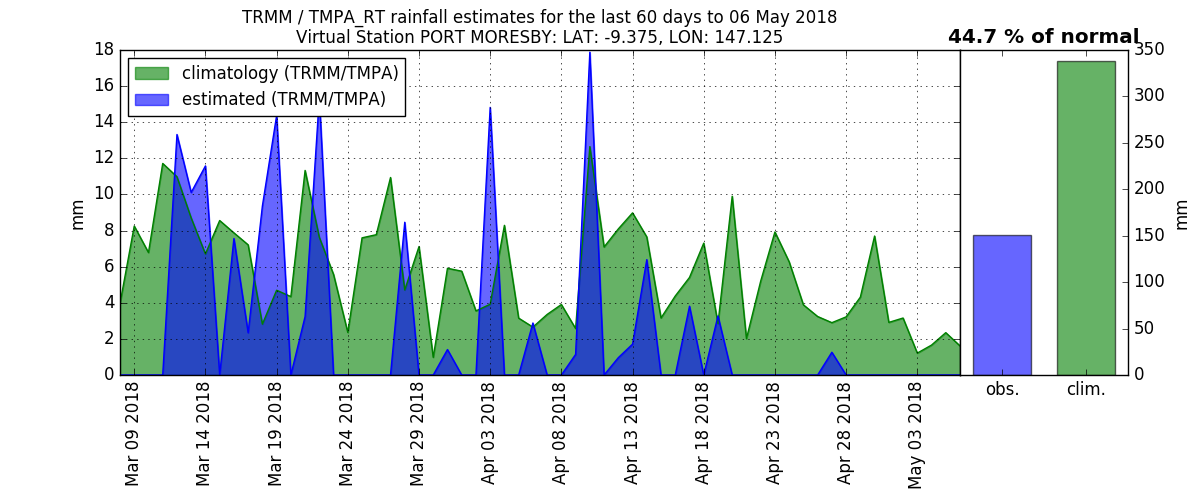 TRMM / TMPA_RT rainfall estimates for the last 60 days to 06 May 2018
Virtual Station PORT MORESBY: LAT: -9.375, LON: 147.125
44.7 % of normal
climatology (TRMM/TMPA)
estimated (TRMM/TMPA)
mm
18
16
14
12
10
8
6
4
2
0
Mar 09 2018
Mar 14 2018
Mar 19 2018
Mar 24 2018
Mar 29 2018
Apr 03 2018
Apr 08 2018
Apr 13 2018
Apr 18 2018
Apr 23 2018
Apr 28 2018
May 03 2018
obs.
clim.
350
300
250
200
150
100
50
0
mm